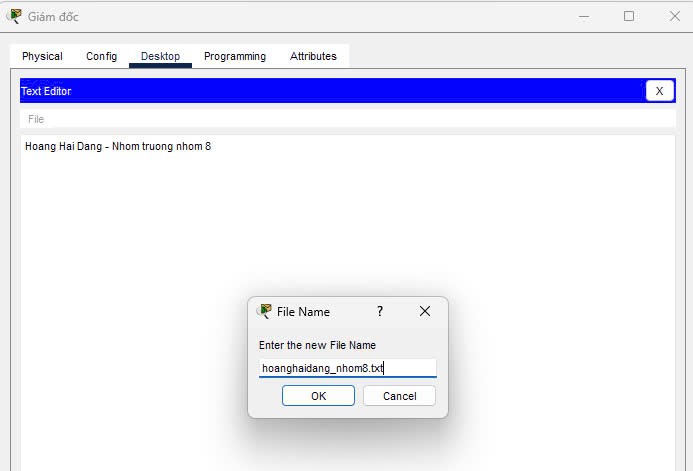 Giám đốc
Physical Config Desktop Programming Attributes
Text Editor X
File
Hoang Hai Dang - Nhom truong nhom 8
File Name ?
Enter the new File Name
hoanghaidang_nhom8.txt
OK Cancel